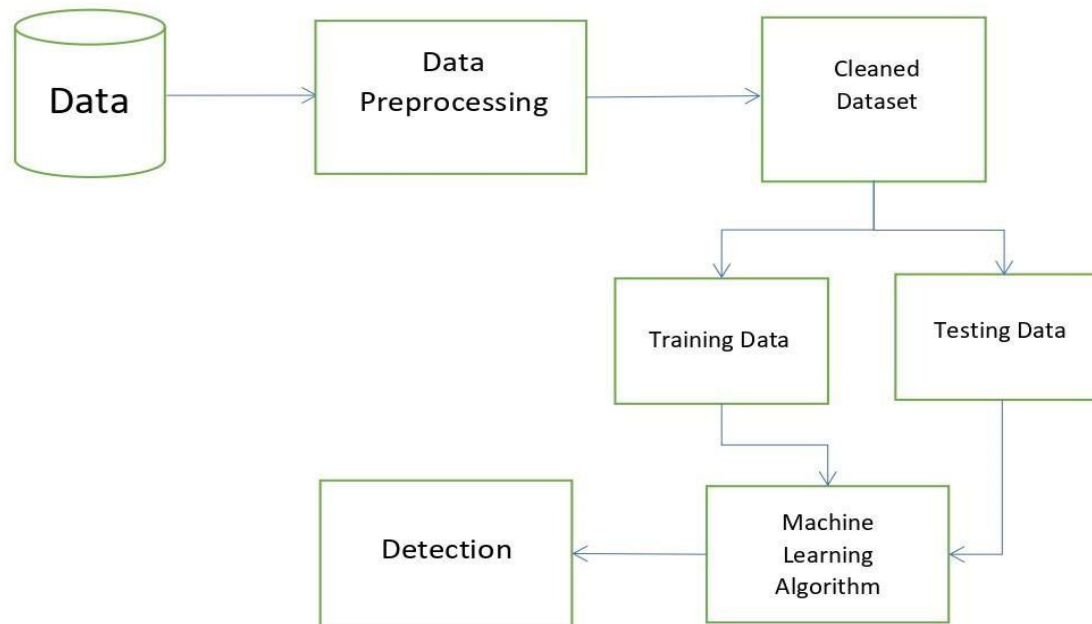 Data
Data
Preprocessing
Cleaned
Dataset
Training Data
Testing Data
Machine
Learning
Algorithm
Detection